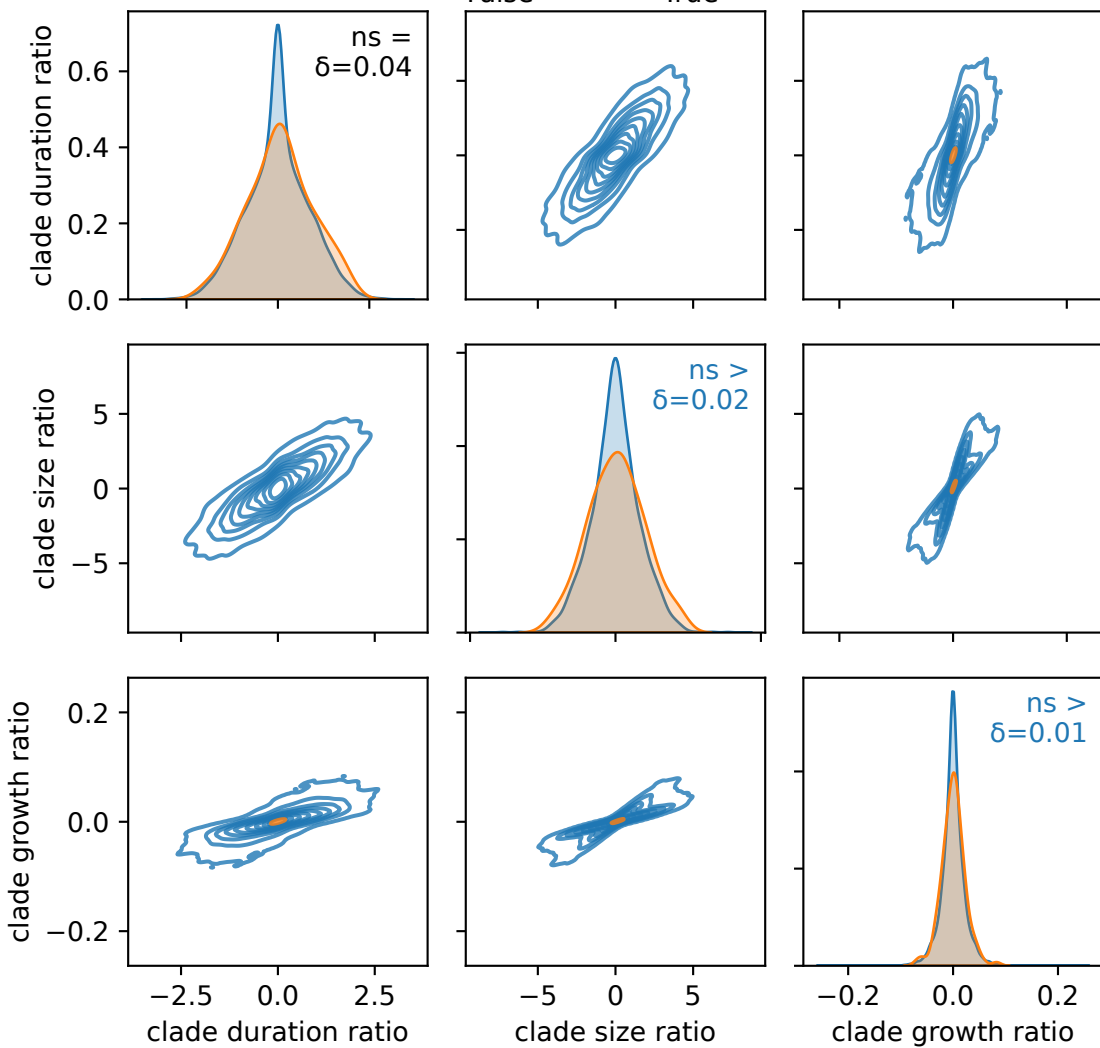 clade duration ratio
0.6
0.4
0.2
0.0
ns =
δ=0.04
clade size ratio
5
0
−5
ns >
δ=0.02
clade growth ratio
0.2
0.0
−0.2
ns >
δ=0.01
−2.5 0.0 2.5
−5 0 5
−0.2 0.0 0.2
clade duration ratio
clade size ratio
clade growth ratio